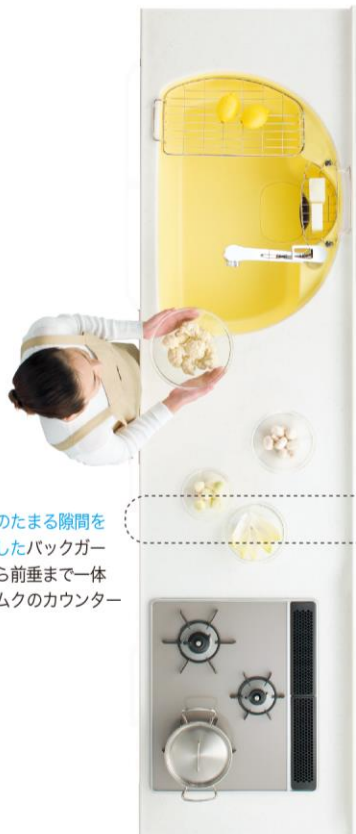 のたまる隙間を
したバックガー
ら前垂まで一体
ムクのカウンター